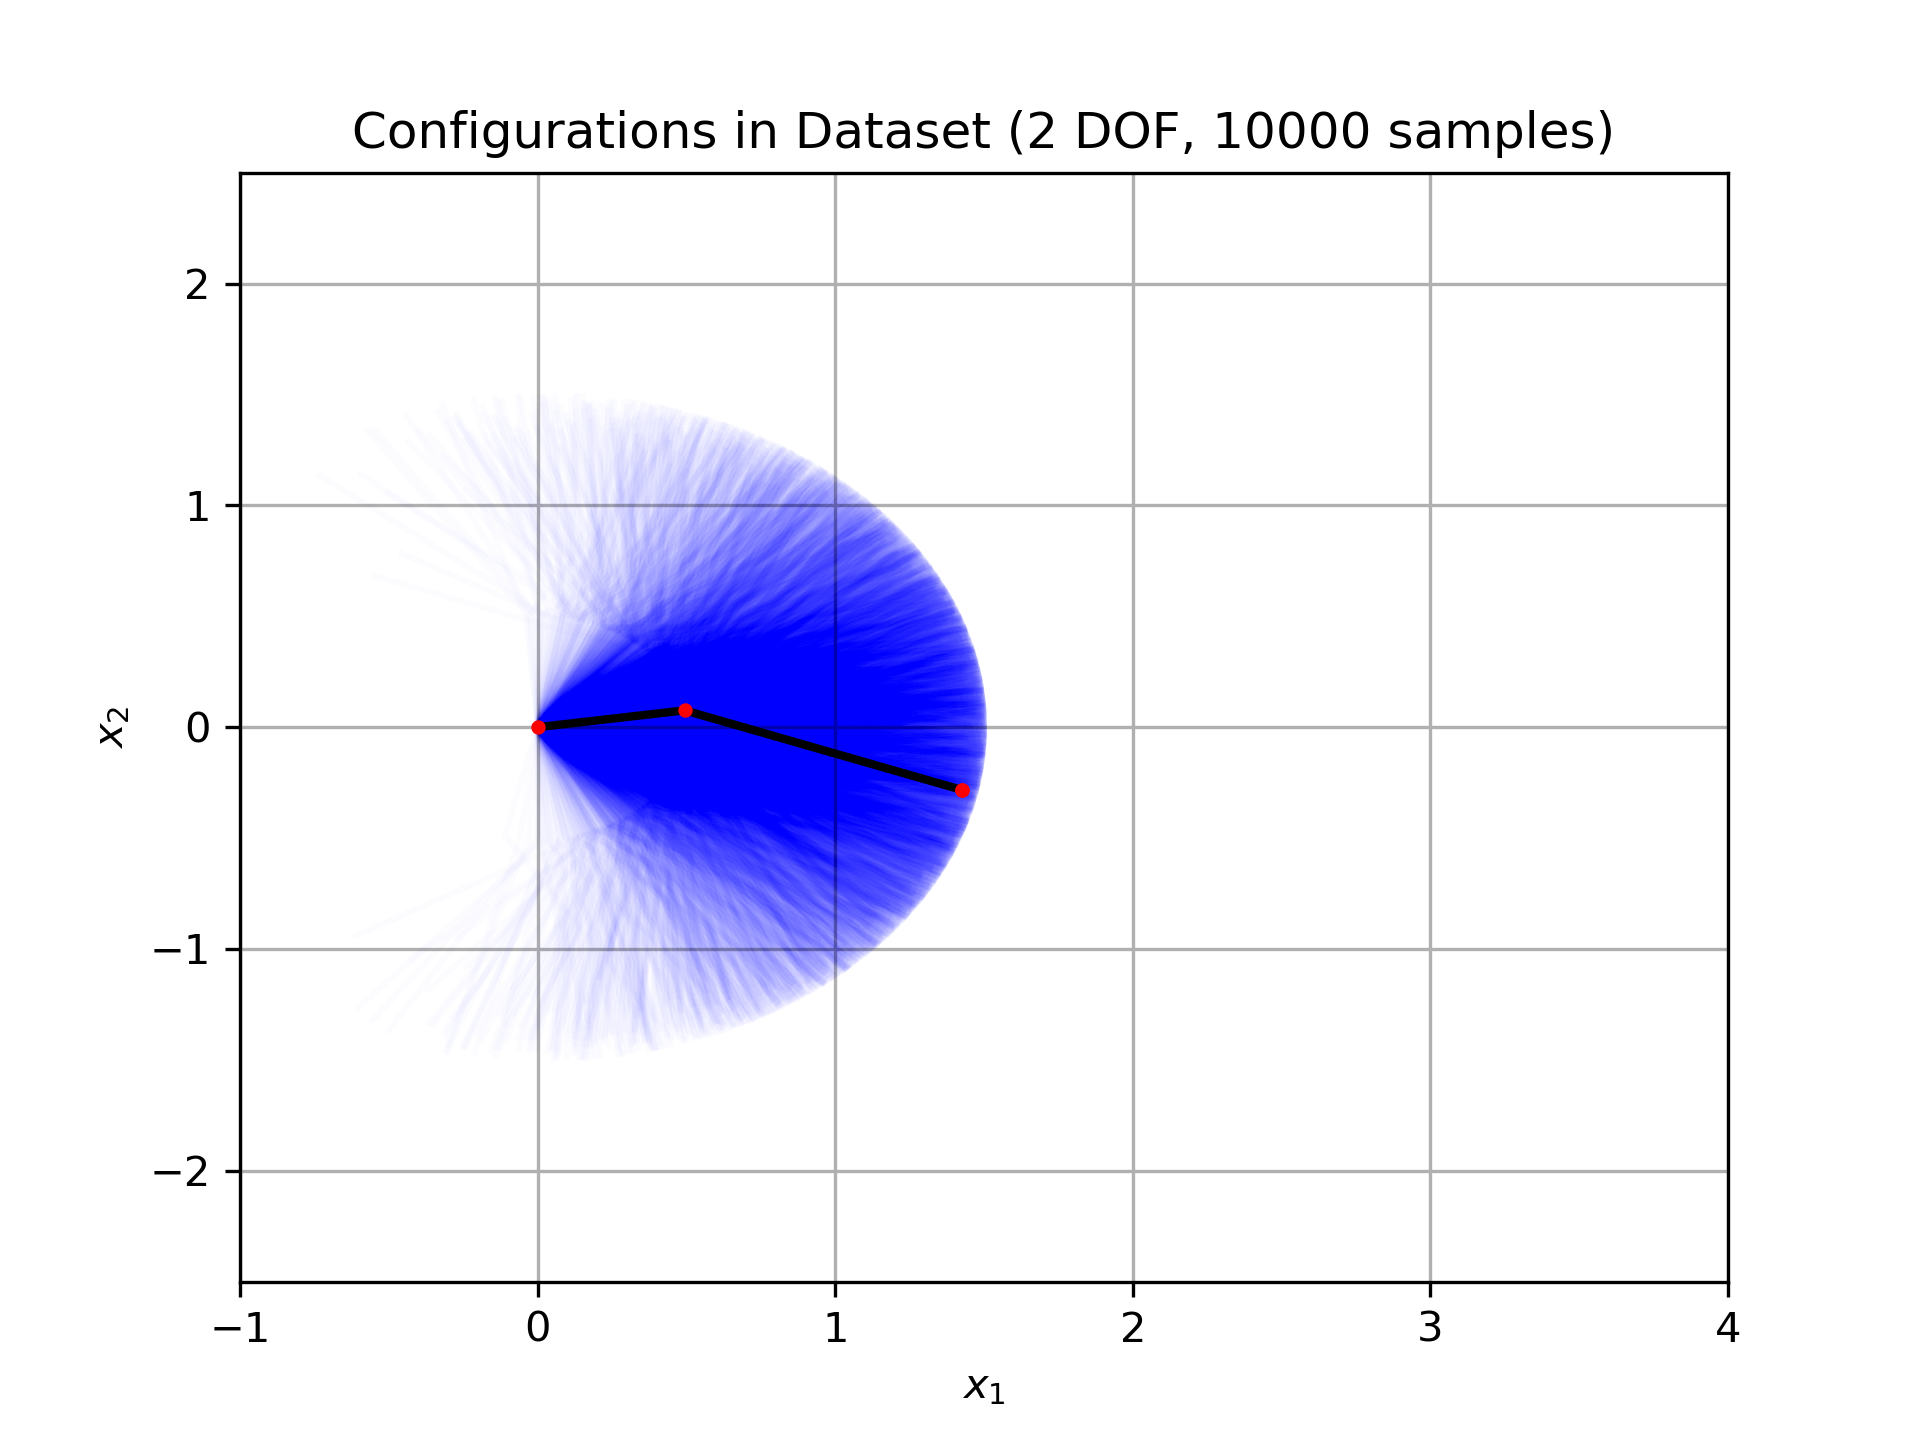 Configurations in Dataset (2 DOF, 10000 samples)
2
1
0
−1
−2
x₂
−1 0 1 2 3 4
x₁